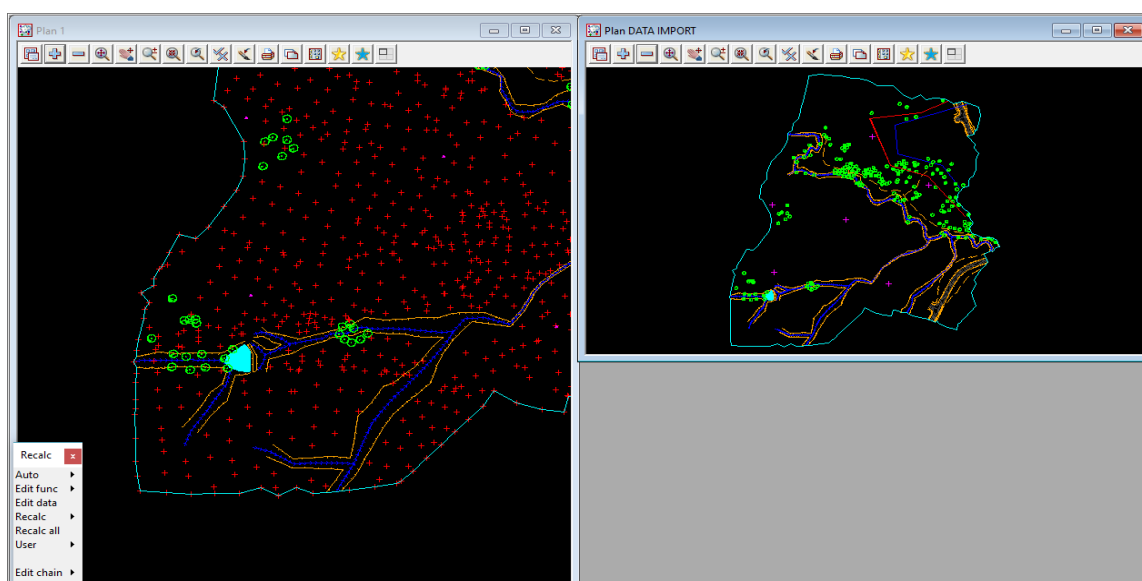 Plan 1
Plan DATA IMPORT
Recalc
Auto
Edit func
Edit data
Recalc
Recalc all
User
Edit chain